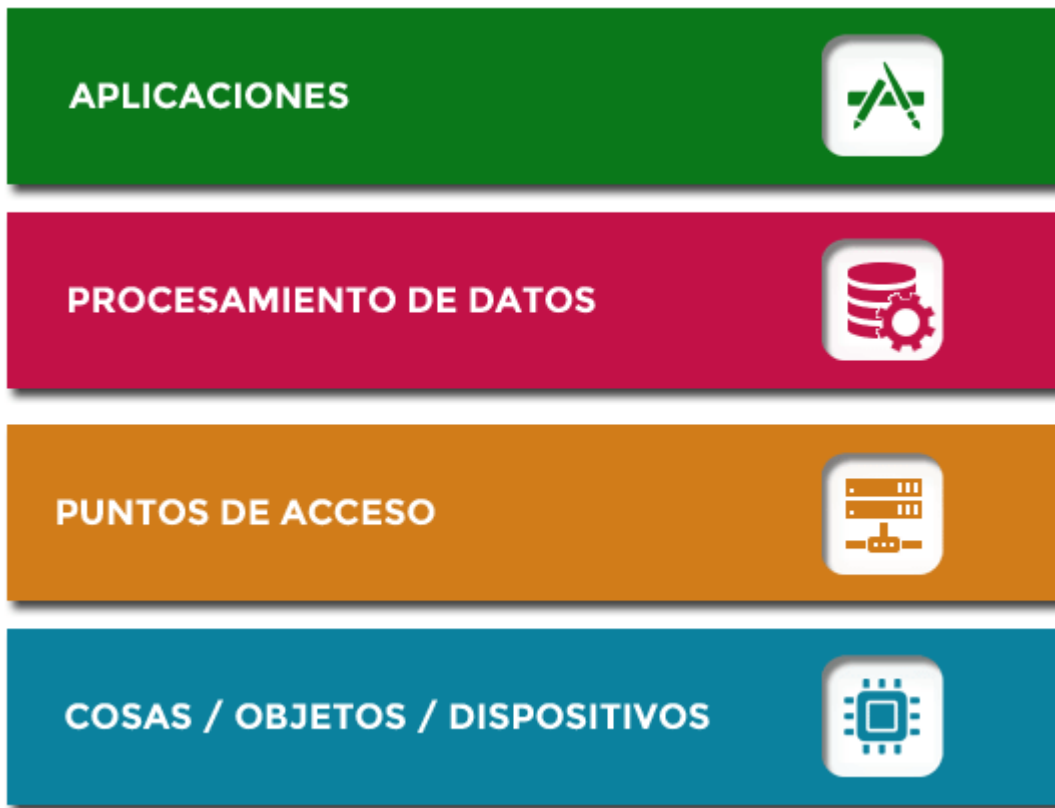 APLICACIONES
PROCESAMIENTO DE DATOS
PUNTOS DE ACCESO
COSAS / OBJETOS / DISPOSITIVOS